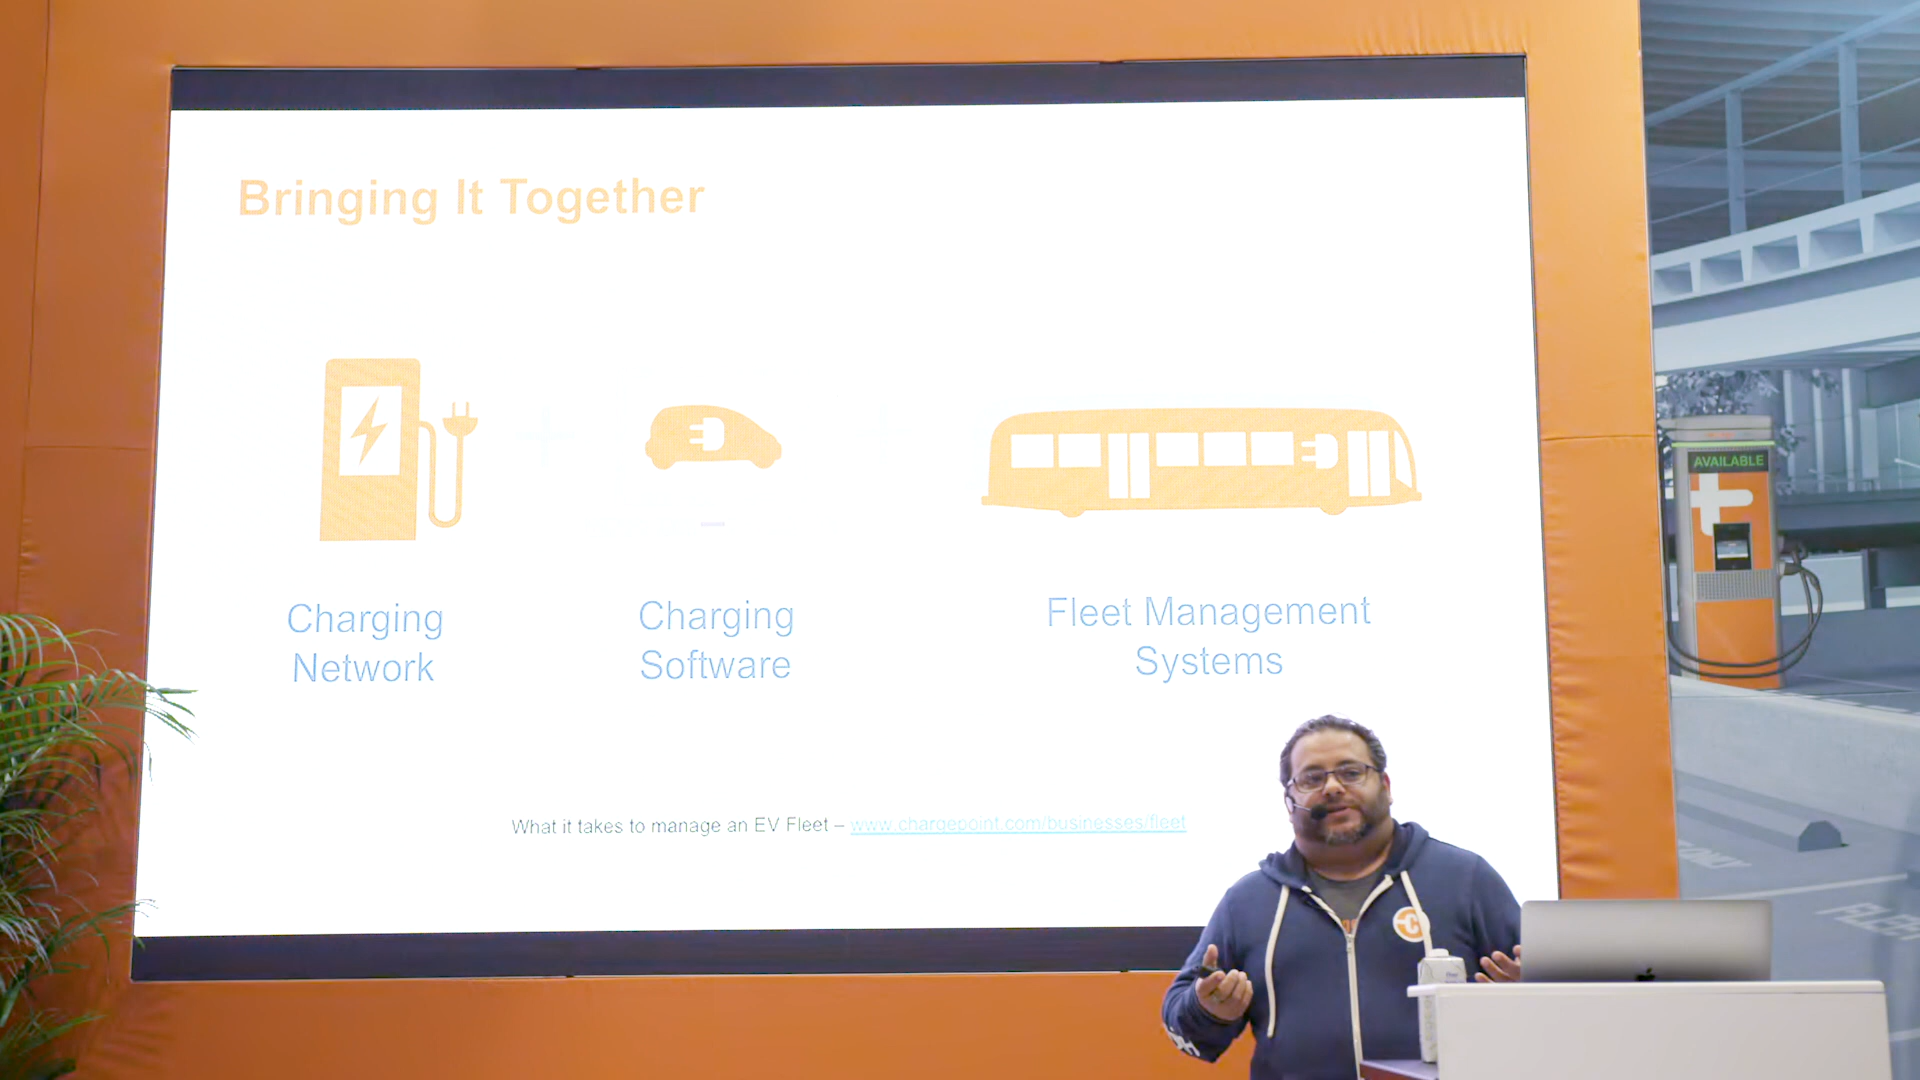 Bringing It Together
Charging
Network
Charging
Software
Fleet Management
Systems
What it takes to manage an EV Fleet – www.chargepoint.com/businesses/fleet
AVAILABLE